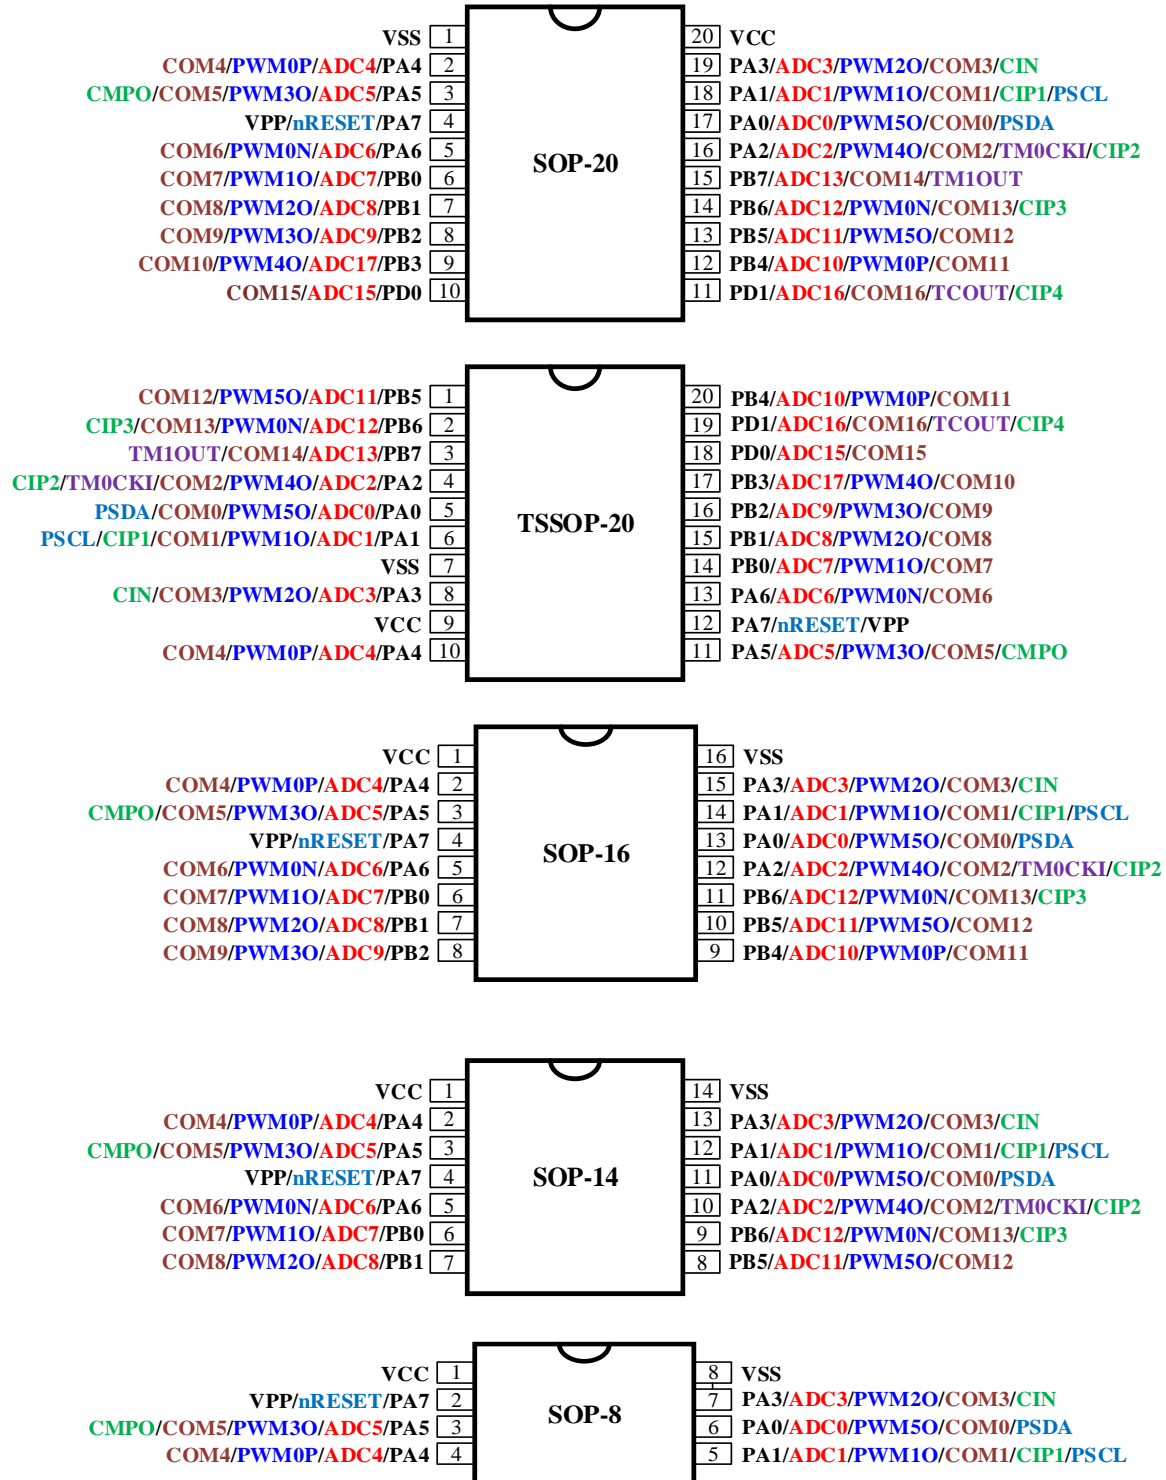 VSS 1 20 VCC
COM4/PWM0P/ADC4/PA4 2 19 PA3/ADC3/PWM2O/COM3/CIN
CMPO/COM5/PWM3O/ADC5/PA5 3 18 PA1/ADC1/PWM1O/COM1/CIP1/PSCL
VPP/nRESET/PA7 4 17 PA0/ADC0/PWM5O/COM0/PSDA
COM6/PWM0N/ADC6/PA6 5 SOP-20 16 PA2/ADC2/PWM4O/COM2/TM0CKI/CIP2
COM7/PWM1O/ADC7/PB0 6 15 PB7/ADC13/COM14/TM1OUT
COM8/PWM2O/ADC8/PB1 7 14 PB6/ADC12/PWM0N/COM13/CIP3
COM9/PWM3O/ADC9/PB2 8 13 PB5/ADC11/PWM5O/COM12
COM10/PWM4O/ADC17/PB3 9 12 PB4/ADC10/PWM0P/COM11
COM15/ADC15/PD0 10 11 PD1/ADC16/COM16/TCOUT/CIP4
COM12/PWM5O/ADC11/PB5 1 20 PB4/ADC10/PWM0P/COM11
CIP3/COM13/PWM0N/ADC12/PB6 2 19 PD1/ADC16/COM16/TCOUT/CIP4
TM1OUT/COM14/ADC13/PB7 3 18 PD0/ADC15/COM15
CIP2/TM0CKI/COM2/PWM4O/ADC2/PA2 4 17 PB3/ADC17/PWM4O/COM10
PSDA/COM0/PWM5O/ADC0/PA0 5 TSSOP-20 16 PB2/ADC9/PWM3O/COM9
PSCL/CIP1/COM1/PWM1O/ADC1/PA1 6 15 PB1/ADC8/PWM2O/COM8
VSS 7 14 PB0/ADC7/PWM1O/COM7
CIN/COM3/PWM2O/ADC3/PA3 8 13 PA6/ADC6/PWM0N/COM6
VCC 9 12 PA7/nRESET/VPP
COM4/PWM0P/ADC4/PA4 10 11 PA5/ADC5/PWM3O/COM5/CMPO
VCC 1 16 VSS
COM4/PWM0P/ADC4/PA4 2 15 PA3/ADC3/PWM2O/COM3/CIN
CMPO/COM5/PWM3O/ADC5/PA5 3 14 PA1/ADC1/PWM1O/COM1/CIP1/PSCL
VPP/nRESET/PA7 4 SOP-16 13 PA0/ADC0/PWM5O/COM0/PSDA
COM6/PWM0N/ADC6/PA6 5 12 PA2/ADC2/PWM4O/COM2/TM0CKI/CIP2
COM7/PWM1O/ADC7/PB0 6 11 PB6/ADC12/PWM0N/COM13/CIP3
COM8/PWM2O/ADC8/PB1 7 10 PB5/ADC11/PWM5O/COM12
COM9/PWM3O/ADC9/PB2 8 9 PB4/ADC10/PWM0P/COM11
VCC 1 14 VSS
COM4/PWM0P/ADC4/PA4 2 13 PA3/ADC3/PWM2O/COM3/CIN
CMPO/COM5/PWM3O/ADC5/PA5 3 12 PA1/ADC1/PWM1O/COM1/CIP1/PSCL
VPP/nRESET/PA7 4 SOP-14 11 PA0/ADC0/PWM5O/COM0/PSDA
COM6/PWM0N/ADC6/PA6 5 10 PA2/ADC2/PWM4O/COM2/TM0CKI/CIP2
COM7/PWM1O/ADC7/PB0 6 9 PB6/ADC12/PWM0N/COM13/CIP3
COM8/PWM2O/ADC8/PB1 7 8 PB5/ADC11/PWM5O/COM12
VCC 1 8 VSS
VPP/nRESET/PA7 2 7 PA3/ADC3/PWM2O/COM3/CIN
CMPO/COM5/PWM3O/ADC5/PA5 3 SOP-8 6 PA0/ADC0/PWM5O/COM0/PSDA
COM4/PWM0P/ADC4/PA4 4 5 PA1/ADC1/PWM1O/COM1/CIP1/PSCL